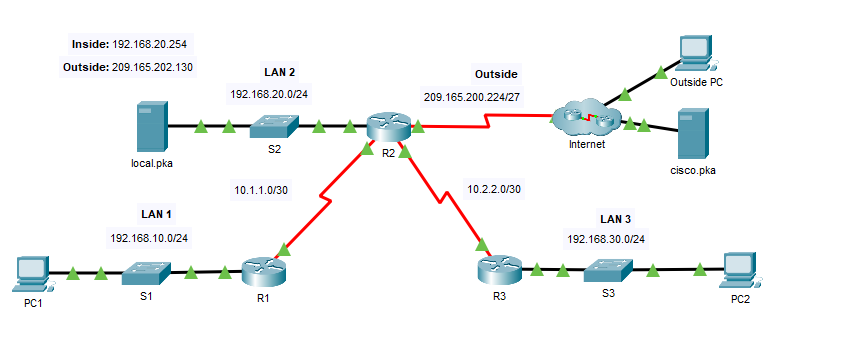 Inside: 192.168.20.254
Outside: 209.165.202.130
LAN 2
192.168.20.0/24
Outside
209.165.200.224/27
Outside PC
local.pka
S2
R2
Internet
cisco.pka
10.1.1.0/30
10.2.2.0/30
LAN 1
192.168.10.0/24
LAN 3
192.168.30.0/24
PC1
S1
R1
R3
S3
PC2